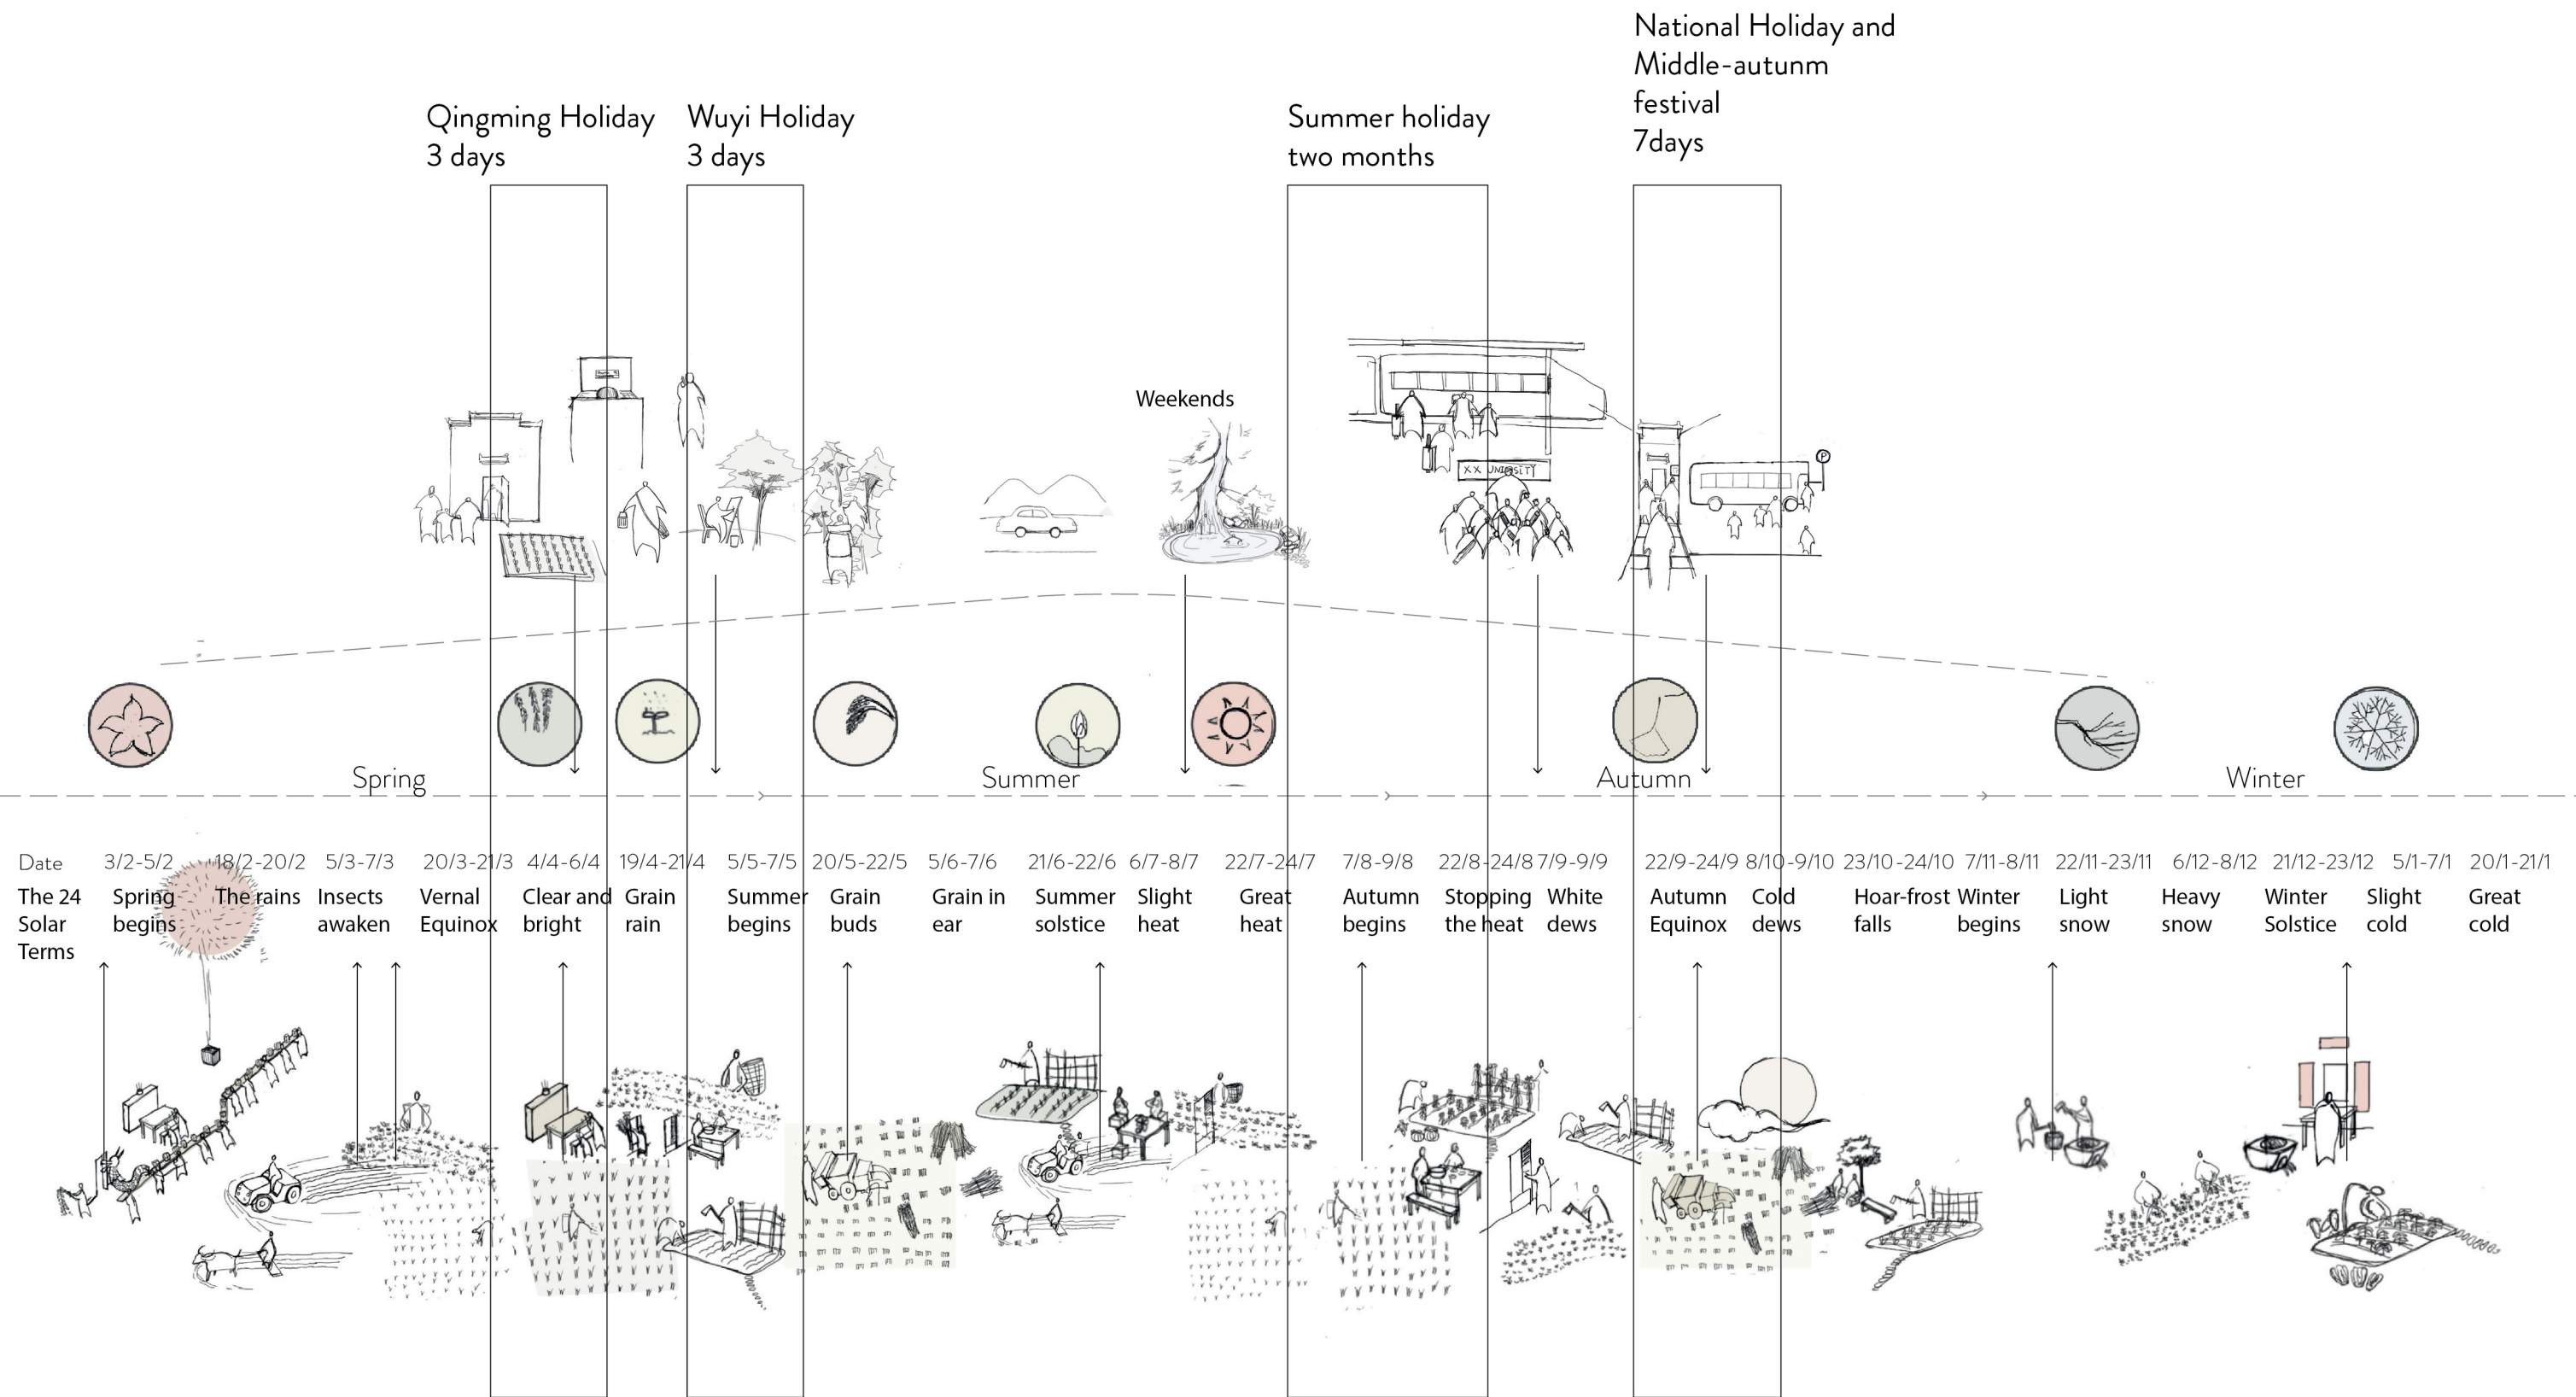 National Holiday and
Middle-autunm
festival
7days
Qingming Holiday
3 days
Wuyi Holiday
3 days
Summer holiday
two months
Weekends
XX UNIRSITY
P
Spring
Summer
Autumn
Winter
Date
3/2-5/2
18/2-20/2
5/3-7/3
20/3-21/3
4/4-6/4
19/4-21/4
5/5-7/5
20/5-22/5
5/6-7/6
21/6-22/6
6/7-8/7
22/7-24/7
7/8-9/8
22/8-24/8
7/9-9/9
22/9-24/9
8/10-9/10
23/10-24/10
7/11-8/11
22/11-23/11
6/12-8/12
21/12-23/12
5/1-7/1
20/1-21/1
The 24
Solar
Terms
Spring
begins
The rains
Insects
awaken
Vernal
Equinox
Clear and
bright
Grain
rain
Summer
begins
Grain
buds
Grain in
ear
Summer
solstice
Slight
heat
Great
heat
Autumn
begins
Stopping
the heat
White
dews
Autumn
Equinox
Cold
dews
Hoar-frost
falls
Winter
begins
Light
snow
Heavy
snow
Winter
Solstice
Slight
cold
Great
cold